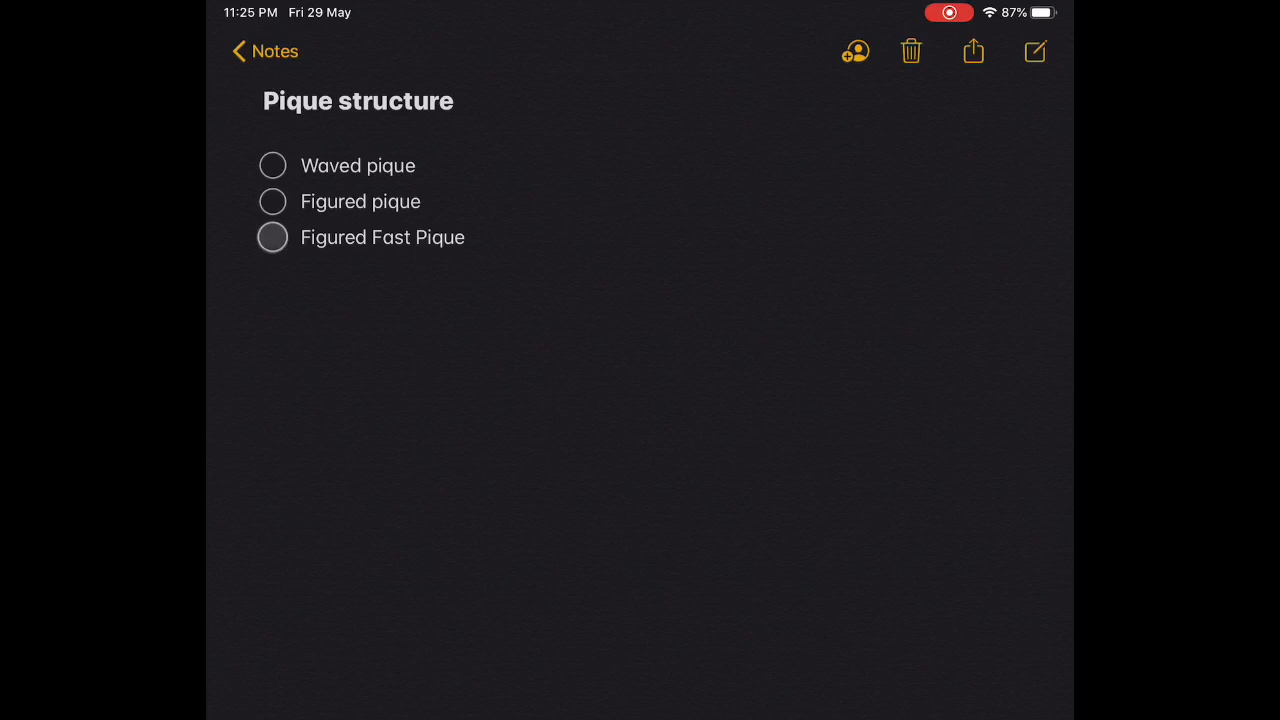 11:25 PM Fri 29 May 87%
Notes
Pique structure
Waved pique
Figured pique
Figured Fast Pique